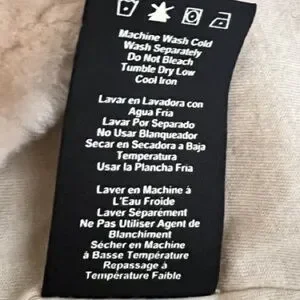 Machine Wash Cold
Wash Separately
Do Not Bleach
Tumble Dry Low
Cool Iron
Lavar en Lavadora con
Agua Fria
Lavar Por Separado
No Usar Blanqueador
Secar en Secadora a Baja
Temperatura
Usar la Plancha Fria
Laver en Machine à
L'Eau Froide
Laver Séparément
Ne Pas Utiliser Agent de
Blanchiment
Sécher en Machine
à Basse Température
Repassage à
Température Faible